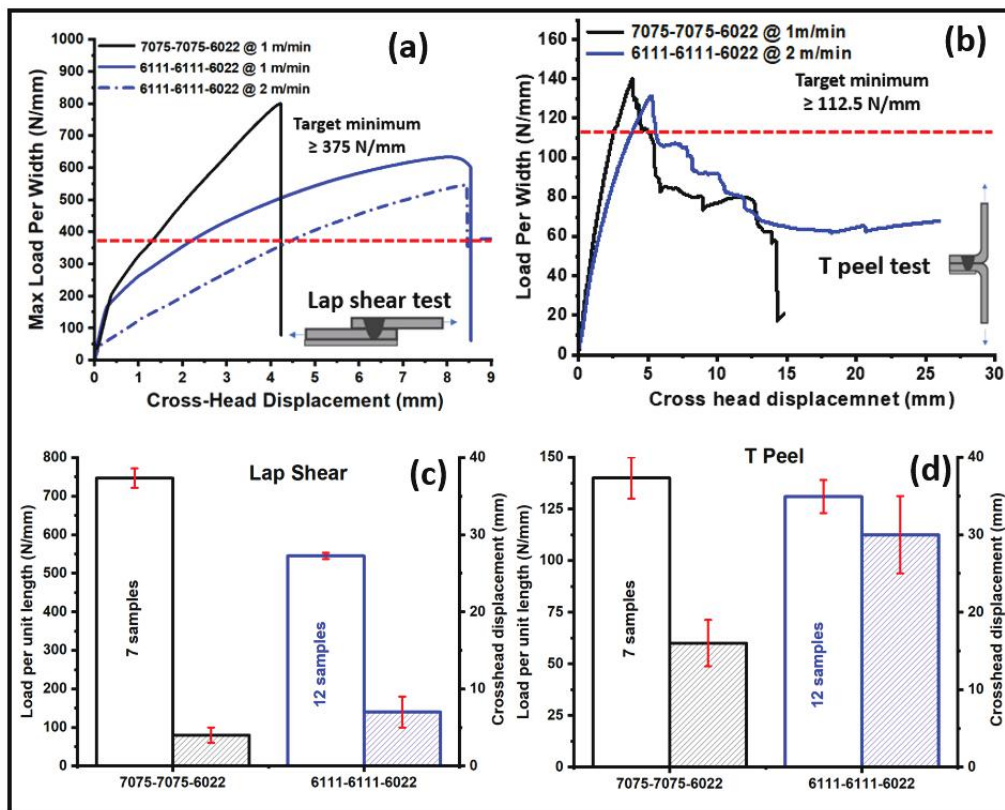 (a)
7075-7075-6022 @ 1 m/min
6111-6111-6022 @ 1 m/min
6111-6111-6022 @ 2 m/min
Target minimum
≥ 375 N/mm
Lap shear test
Max Load Per Width (N/mm)
1000
900
800
700
600
500
400
300
200
100
0
0 1 2 3 4 5 6 7 8 9
Cross-Head Displacement (mm)
(b)
7075-7075-6022 @ 1m/min
6111-6111-6022 @ 2 m/min
Target minimum
≥ 112.5 N/mm
T peel test
Load Per Width (N/mm)
160
140
120
100
80
60
40
20
0
0 5 10 15 20 25 30
Cross head displacemnet (mm)
(c)
Lap Shear
7 samples
12 samples
Load per unit length (N/mm)
800
750
700
650
600
550
500
450
400
350
300
250
200
150
100
50
0
40
30
20
10
0
Crosshead displacement (mm)
7075-7075-6022 6111-6111-6022
(d)
T Peel
7 samples
12 samples
Load per unit length (N/mm)
150
125
100
75
50
25
0
40
30
20
10
0
Crosshead displacement (mm)
7075-7075-6022 6111-6111-6022